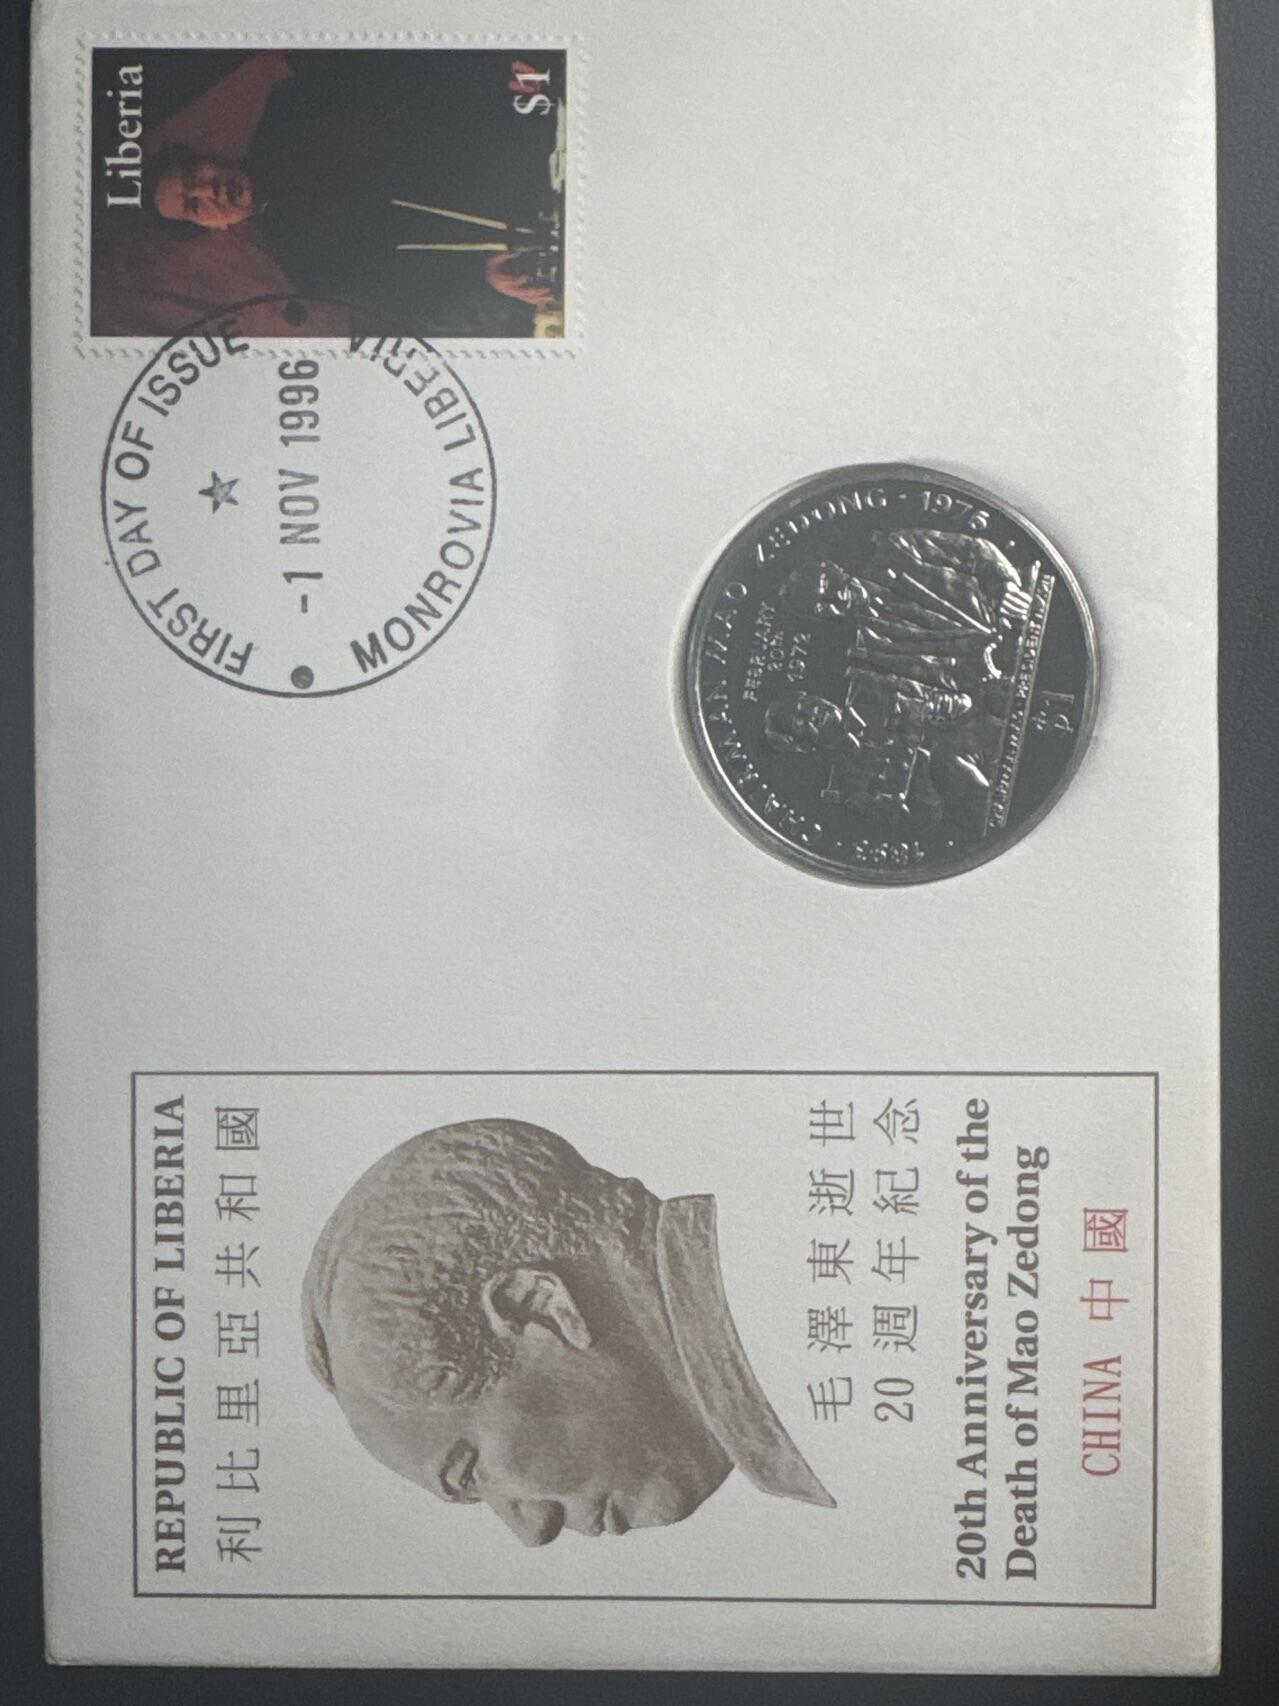 REPUBLIC OF LIBERIA
利比里亞共和國
毛澤東逝世
20週年紀念
20th Anniversary of the
Death of Mao Zedong
CHINA 中國
Liberia
$1
FIRST DAY OF ISSUE
-1 NOV 1996
MONROVIA LIBERIA
1893 · CHAIRMAN MAO ZEDONG · 1976
FEBRUARY
20th
1972
$1